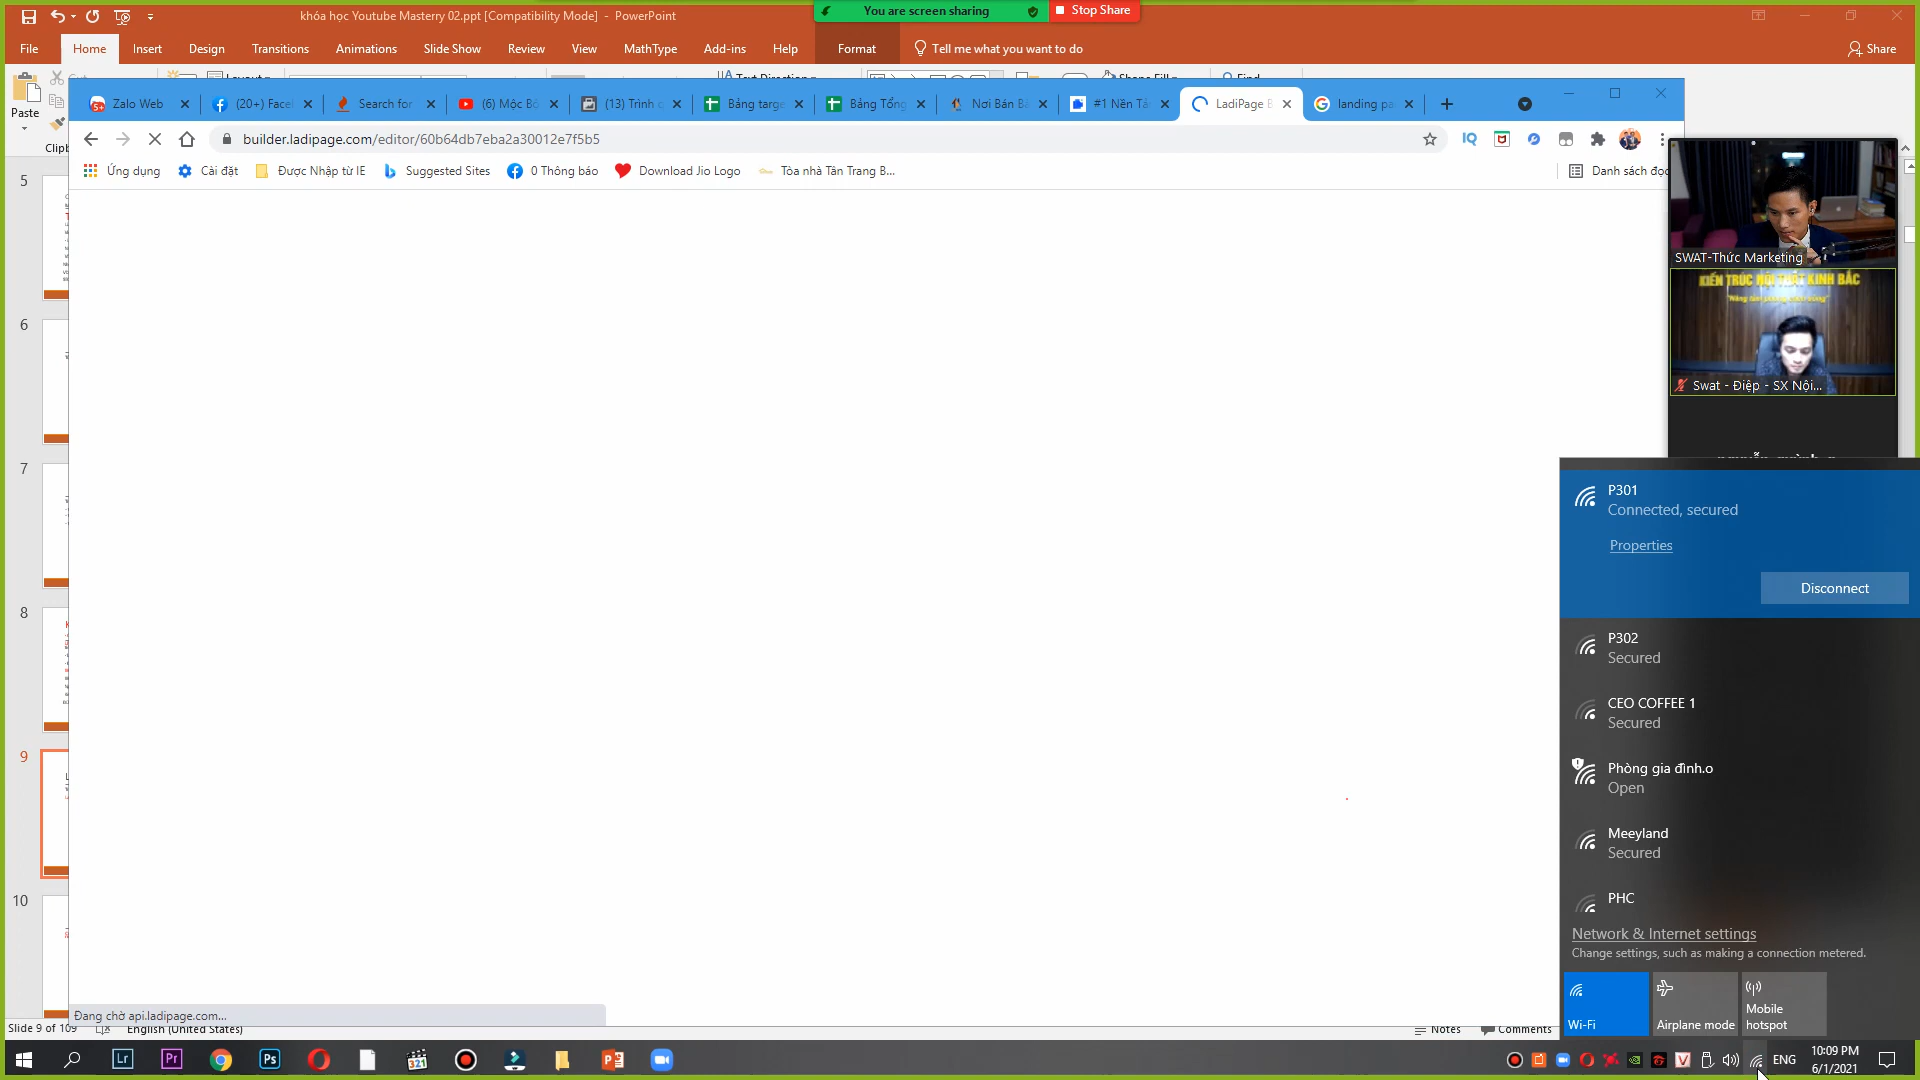 khóa học Youtube Masterry 02.ppt [Compatibility Mode] - PowerPoint
You are screen sharing
Stop Share
File
Home
Insert
Design
Transitions
Animations
Slide Show
Review
View
MathType
Add-ins
Help
Format
Tell me what you want to do
Share
Paste
Zalo Web
(20+) Face
Search for
(6) Mộc Bố
(13) Trình
Bảng targe
Bảng Tổng
Nơi Bán B
#1 Nền Tả
LadiPage B
landing pa
builder.ladipage.com/editor/60b64db7eba2a30012e7f5b5
Ứng dụng
Cài đặt
Được Nhập từ IE
Suggested Sites
0 Thông báo
Download Jio Logo
Tòa nhà Tân Trang B...
Danh sách đọc
5
6
7
8
9
10
SWAT-Thức Marketing
KIẾN TRÚC NỘI THẤT KINH BẮC
Swat - Điệp - SX Nội...
P301
Connected, secured
Properties
Disconnect
P302
Secured
CEO COFFEE 1
Secured
Phòng gia đình.o
Open
Meeyland
Secured
PHC
Network & Internet settings
Change settings, such as making a connection metered.
Wi-Fi
Airplane mode
Mobile
hotspot
Đang chờ api.ladipage.com...
Slide 9 of 109
English (United States)
Notes
Comments
Lr
Pr
Ps
321
ENG
10:09 PM
6/1/2021